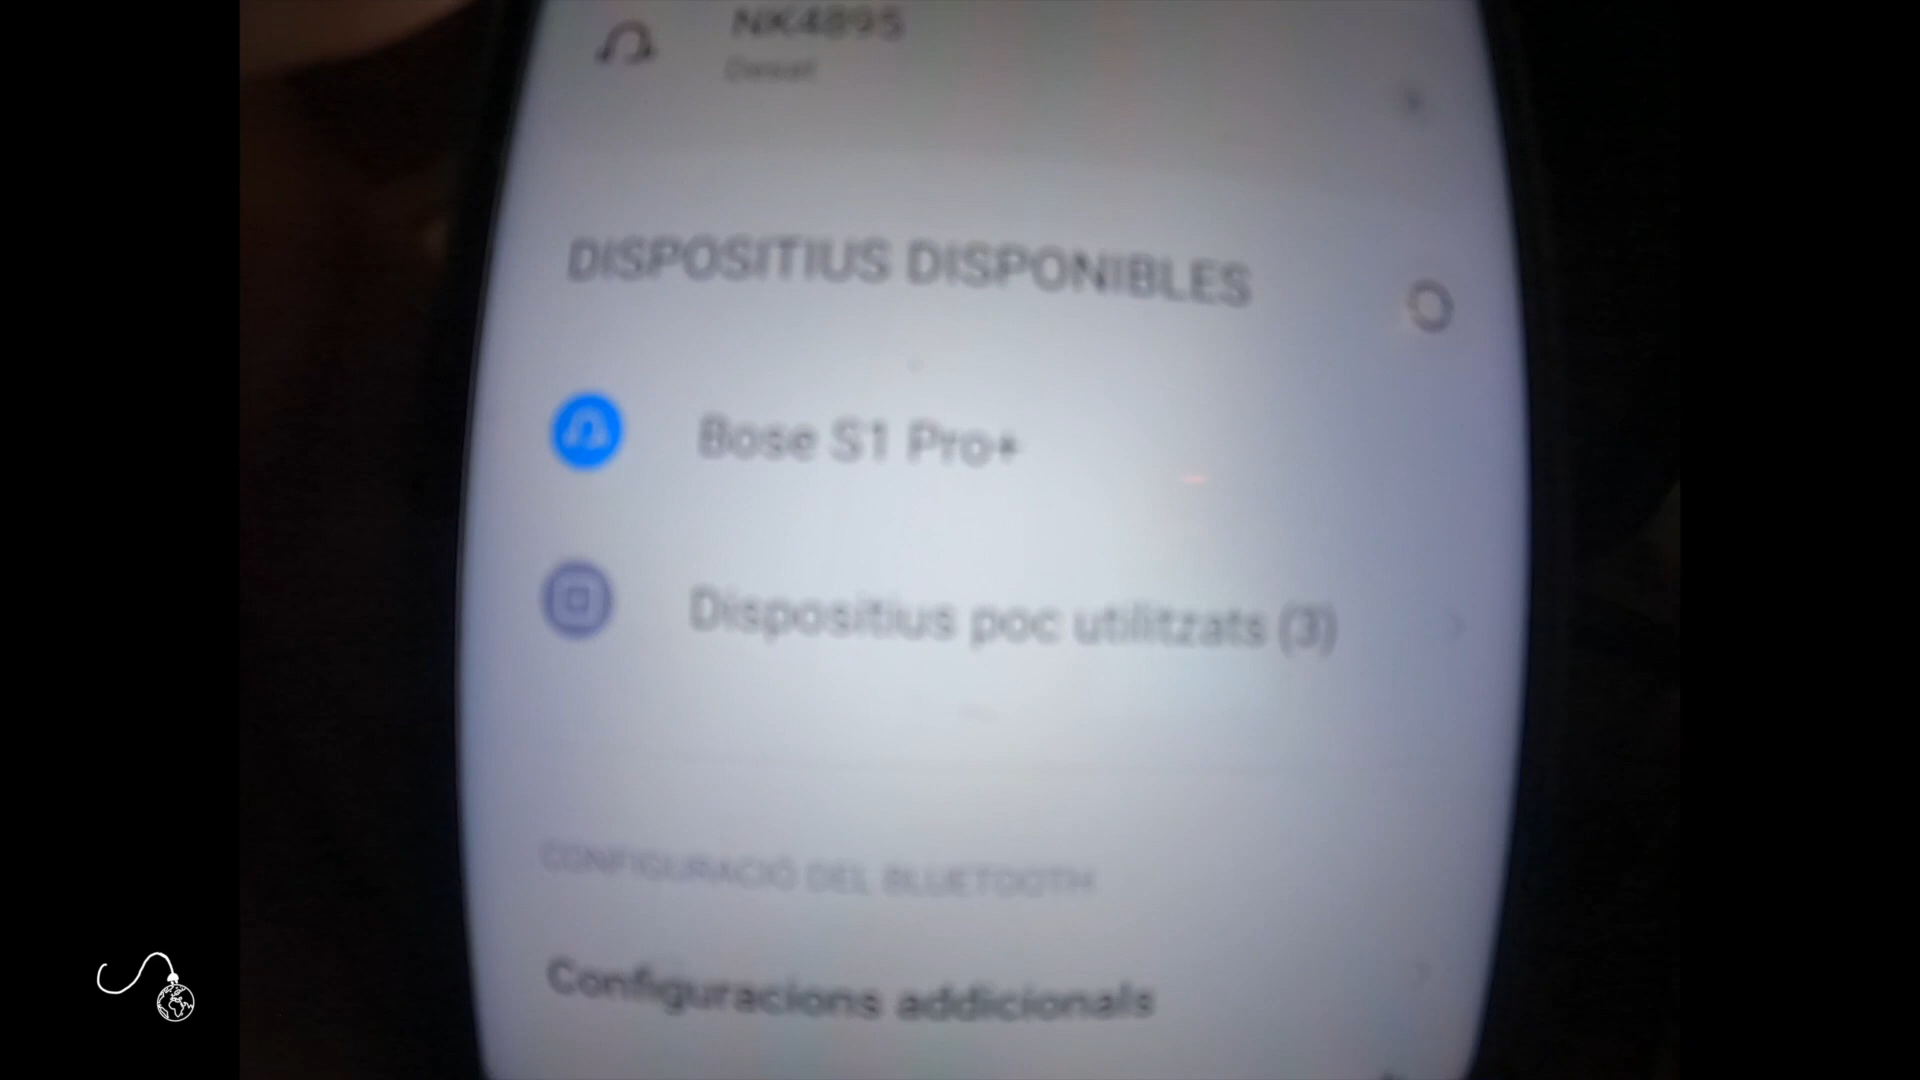 NK4895
Desat
DISPOSITIUS DISPONIBLES
Bose S1 Pro+
Dispositius poc utilitzats (3)
CONFIGURACIÓ DEL BLUETOOTH
Configuracions addicionals